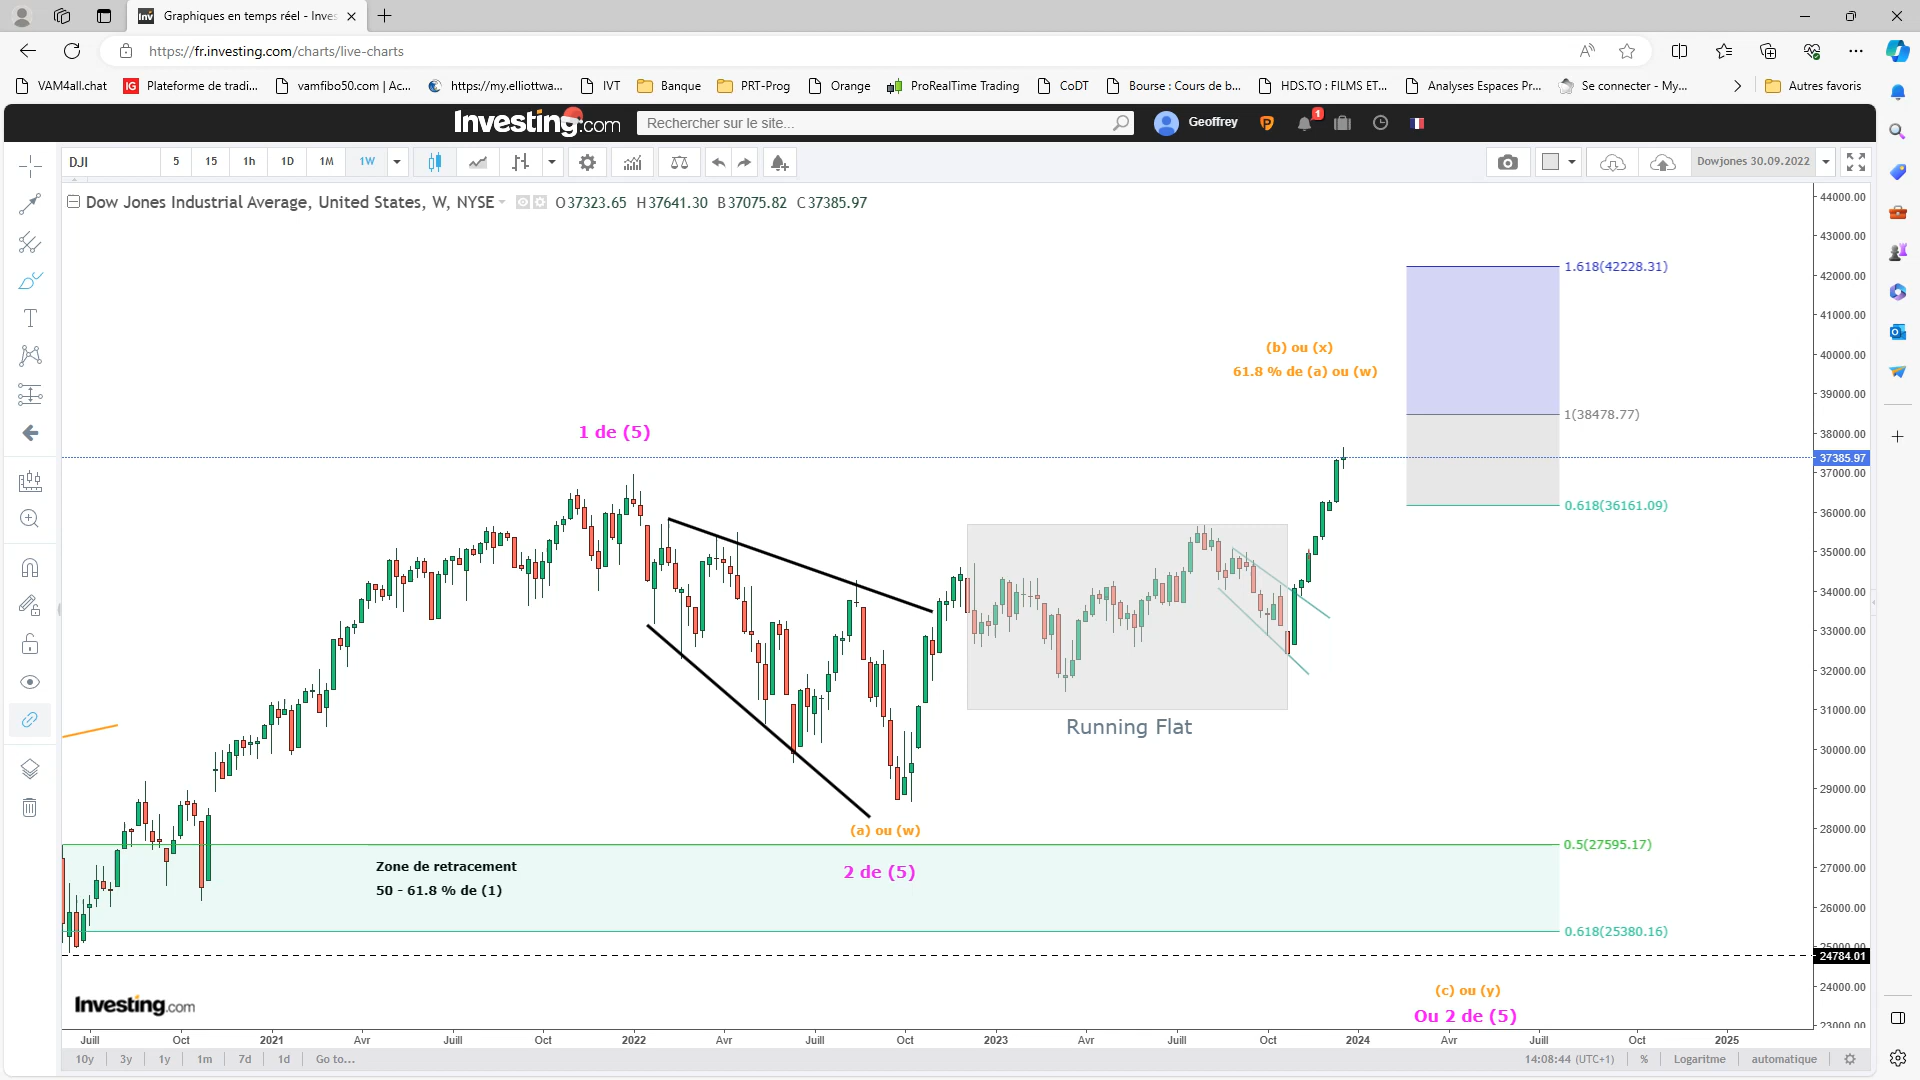 Graphiques en temps réel - Inves
https://fr.investing.com/charts/live-charts
VAM4all.chat
IG Plateforme de tradi...
vamfibo50.com | Ac...
https://my.elliottwa...
IVT
Banque
PRT-Prog
Orange
ProRealTime Trading
CoDT
Bourse : Cours de b...
HDS.TO : FILMS ET...
Analyses Espaces Pr...
Se connecter - My...
Autres favoris
Investing.com
Rechercher sur le site...
Geoffrey
1
DJI
5
15
1h
1D
1M
1W
Dowjones 30.09.2022
Dow Jones Industrial Average, United States, W, NYSE
O37323.65 H37641.30 B37075.82 C37385.97
44000.00
43000.00
1.618(42228.31)
42000.00
41000.00
(b) ou (x)
40000.00
61.8 % de (a) ou (w)
39000.00
1(38478.77)
1 de (5)
38000.00
37385.97
37000.00
0.618(36161.09)
36000.00
35000.00
34000.00
33000.00
32000.00
31000.00
Running Flat
30000.00
29000.00
(a) ou (w)
28000.00
0.5(27595.17)
Zone de retracement
50 - 61.8 % de (1)
2 de (5)
27000.00
26000.00
0.618(25380.16)
25000.00
24784.01
24000.00
(c) ou (y)
Ou 2 de (5)
Investing.com
23000.00
Juill
Oct
2021
Avr
Juill
Oct
2022
Avr
Juill
Oct
2023
Avr
Juill
Oct
2024
Avr
Juill
Oct
2025
10y
3y
1y
1m
7d
1d
Go to...
14:08:44 (UTC+1)
%
Logaritme
automatique